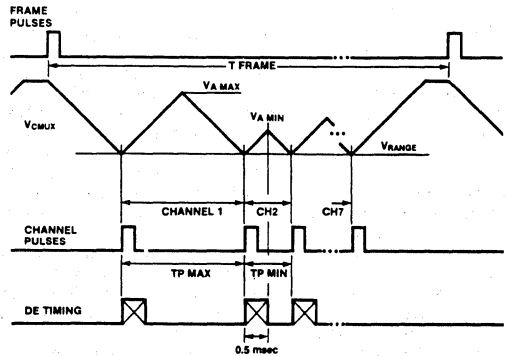 FRAME
PULSES
T FRAME
VA MAX
VCMUX
VA MIN
VRANGE
CHANNEL 1
CH2
CH7
CHANNEL
PULSES
TP MAX
TP MIN
DE TIMING
0.5 msec